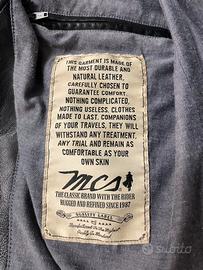 THIS GARMENT IS MADE OF
THE MOST DURABLE AND
NATURAL LEATHER,
CAREFULLY CHOSEN TO
GUARANTEE COMFORT.
NOTHING COMPLICATED,
NOTHING USELESS. CLOTHES
MADE TO LAST. COMPANIONS
OF YOUR TRAVELS, THEY WILL
WITHSTAND ANY TREATMENT,
ANY TRIAL AND REMAIN AS
COMFORTABLE AS YOUR
OWN SKIN
mcs
THE CLASSIC BRAND WITH THE RIDER
RUGGED AND REFINED SINCE 1987
QUALITY LABEL
subito